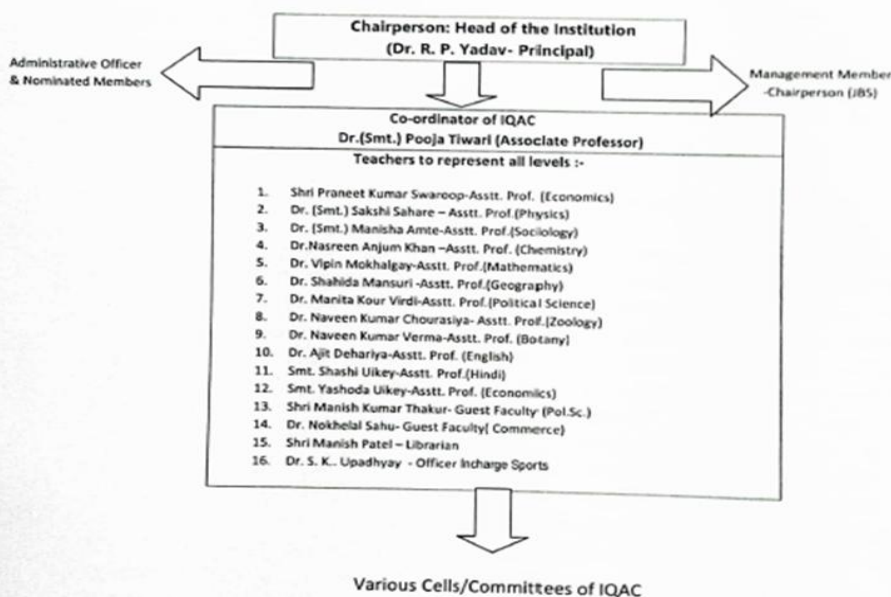 Chairperson: Head of the Institution
(Dr. R. P. Yadav- Principal)
Administrative Officer
& Nominated Members
Management Member
-Chairperson (JBS)
Co-ordinator of IQAC
Dr.(Smt.) Pooja Tiwari (Associate Professor)
Teachers to represent all levels :-
1. Shri Praneet Kumar Swaroop-Asstt. Prof. (Economics)
2. Dr. (Smt.) Sakshi Sahare – Asstt. Prof.(Physics)
3. Dr. (Smt.) Manisha Amte-Asstt. Prof.(Sociology)
4. Dr.Nasreen Anjum Khan –Asstt. Prof. (Chemistry)
5. Dr. Vipin Mokhalgay-Asstt. Prof.(Mathematics)
6. Dr. Shahida Mansuri -Asstt. Prof.(Geography)
7. Dr. Manita Kour Virdi-Asstt. Prof.(Political Science)
8. Dr. Naveen Kumar Chourasiya- Asstt. Prof.(Zoology)
9. Dr. Naveen Kumar Verma-Asstt. Prof. (Botany)
10. Dr. Ajit Dehariya-Asstt. Prof. (English)
11. Smt. Shashi Uikey-Asstt. Prof.(Hindi)
12. Smt. Yashoda Uikey-Asstt. Prof. (Economics)
13. Shri Manish Kumar Thakur- Guest Faculty (Pol.Sc.)
14. Dr. Nokhelal Sahu- Guest Faculty( Commerce)
15. Shri Manish Patel – Librarian
16. Dr. S. K.. Upadhyay - Officer Incharge Sports
Various Cells/Committees of IQAC